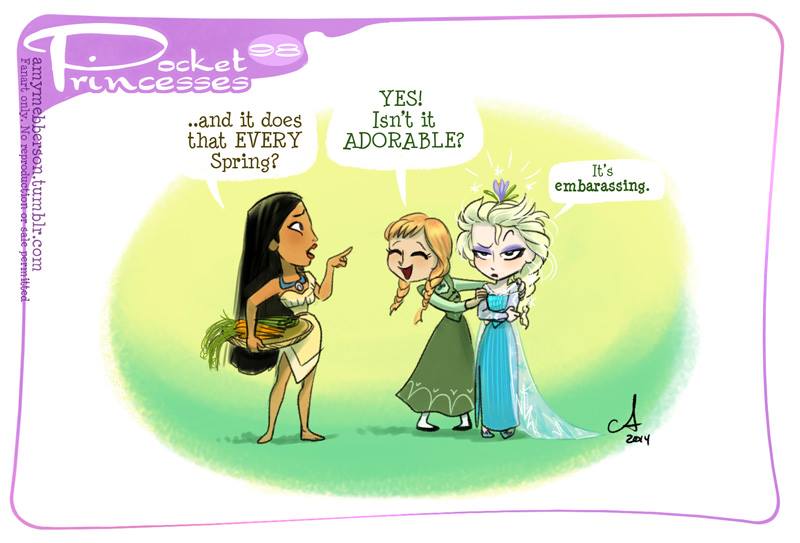 Pocket
Princesses
98
amymebberson.tumblr.com
Fanart only. No reproduction or sale permitted
..and it does
that EVERY
Spring?
YES!
Isn't it
ADORABLE?
It's
embarassing.
A
2014